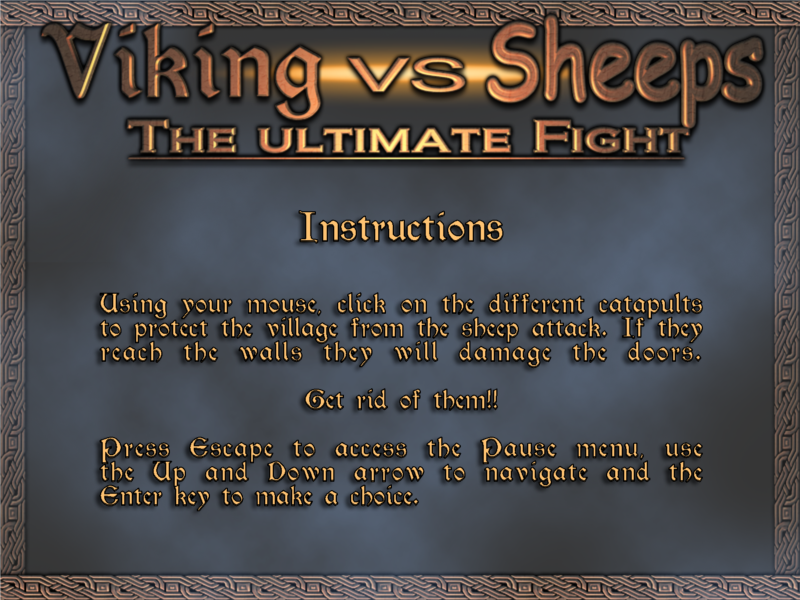 Viking vs Sheeps
The Ultimate Fight
Instructions
Using your mouse, click on the different catapults
to protect the village from the sheep attack. If they
reach the walls they will damage the doors.
Get rid of them!!
Press Escape to access the Pause menu, use
the Up and Down arrow to navigate and the
Enter key to make a choice.